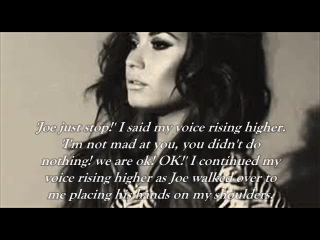 'Joe just stop!' I said my voice rising higher.
'I'm not mad at you, you didn't do
nothing! we are ok! OK!' I continued my
voice rising higher as Joe walked over to
me placing his hands on my shoulders.